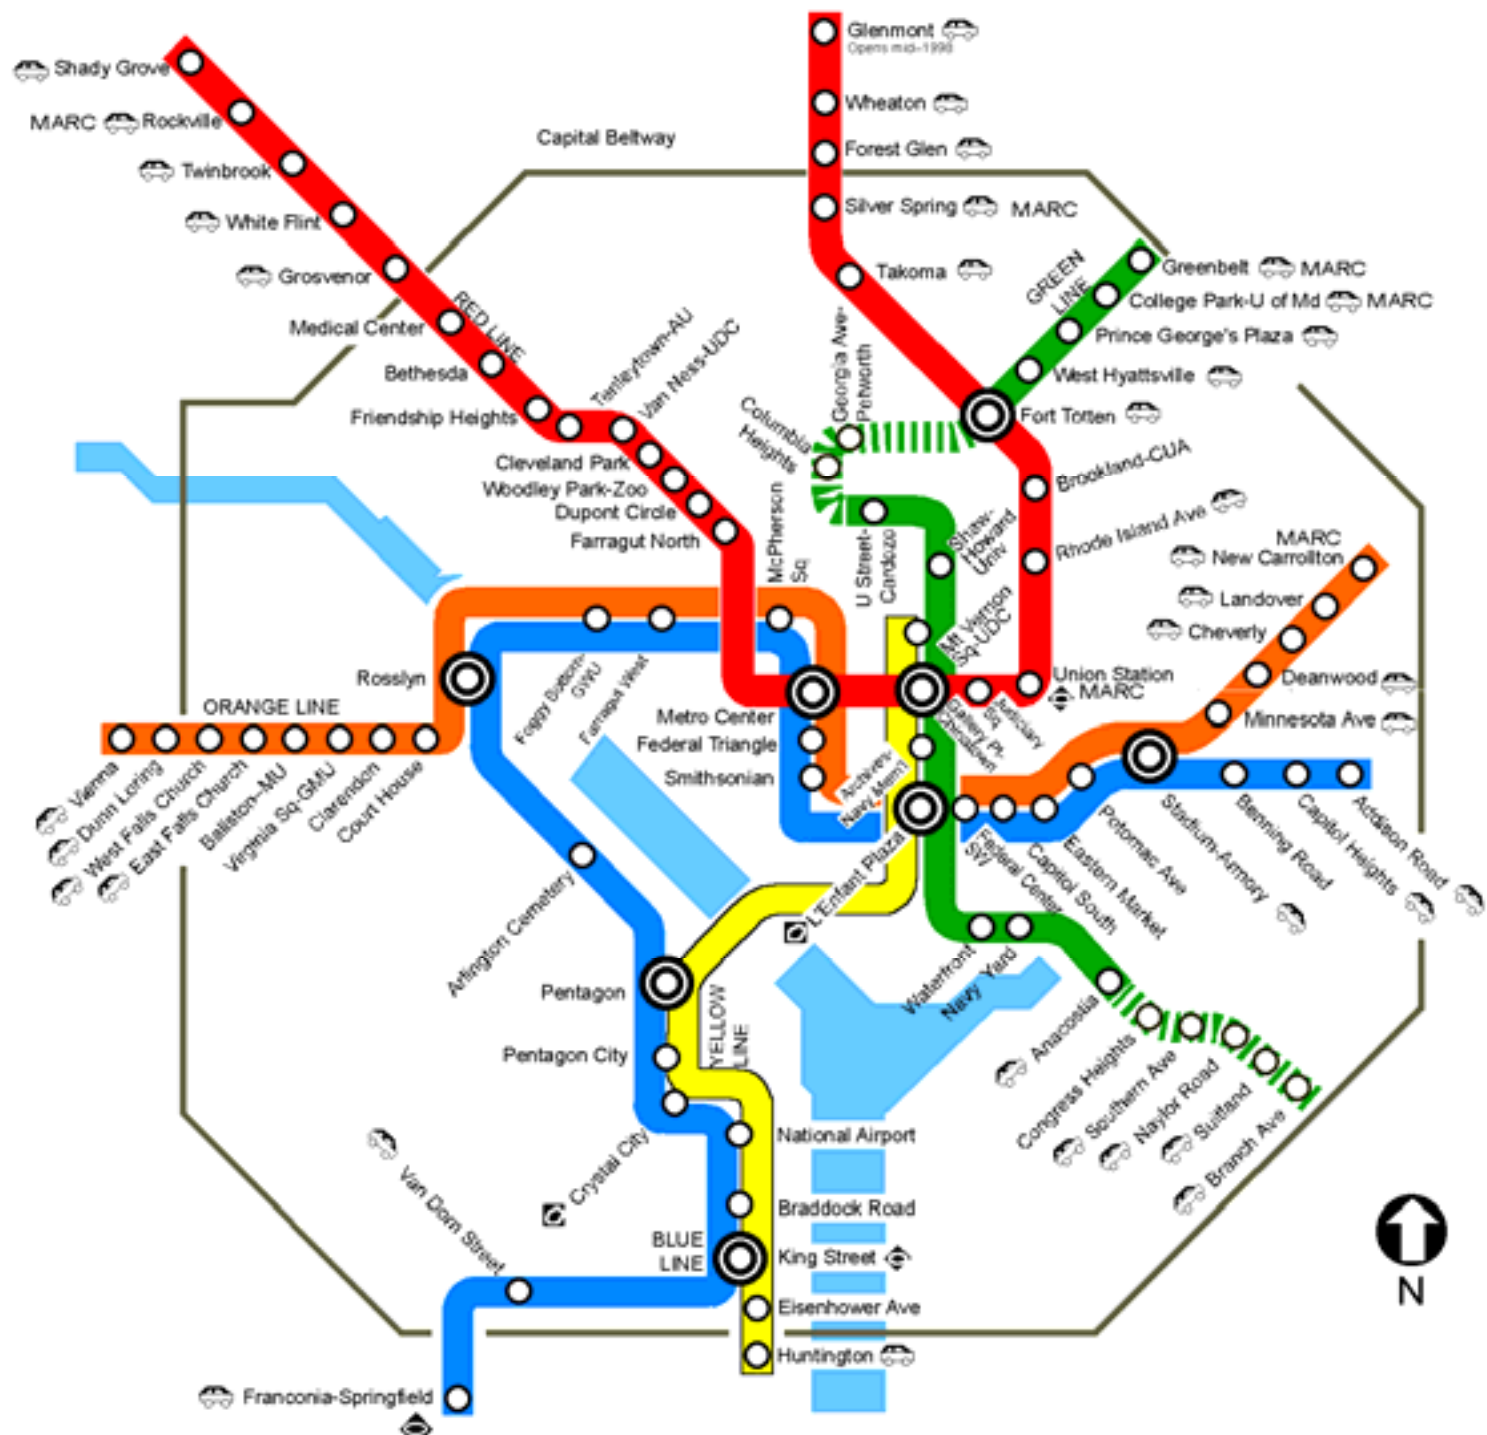 Glenmont
Opens mid-1998
Shady Grove
Wheaton
MARC Rockville
Capital Beltway
Forest Glen
Twinbrook
Silver Spring MARC
White Flint
Takoma
GREEN
LINE
Greenbelt MARC
Grosvenor
College Park-U of Md MARC
RED LINE
Medical Center
Prince George's Plaza
Bethesda
Tenleytown-AU
Van Ness-UDC
Georgia Ave-
Petworth
West Hyattsville
Friendship Heights
Columbia
Heights
Fort Totten
Cleveland Park
Brookland-CUA
Woodley Park-Zoo
Dupont Circle
Farragut North
McPherson
Sq
U Street-
Cardozo
Shaw-
Howard
Univ
Rhode Island Ave
MARC
New Carrollton
Landover
Cheverly
Mt Vernon
Sq-UDC
Deanwood
Rosslyn
Foggy Bottom-
GWU
Farragut West
Union Station
MARC
Minnesota Ave
ORANGE LINE
Metro Center
Gallery Pl-
Chinatown
Judiciary
Sq
Federal Triangle
Smithsonian
Archives-
Navy Mem'l
Vienna
Dunn Loring
West Falls Church
East Falls Church
Ballston-MU
Virginia Sq-GMU
Clarendon
Court House
L'Enfant Plaza
Federal Center
SW
Capitol South
Eastern Market
Potomac Ave
Stadium-Armory
Benning Road
Capitol Heights
Addison Road
Arlington Cemetery
Waterfront
Navy Yard
Pentagon
YELLOW
LINE
Anacostia
Pentagon City
Congress Heights
Southern Ave
Naylor Road
Suitland
Branch Ave
Crystal City
National Airport
Van Dorn Street
Braddock Road
BLUE
LINE
King Street
Eisenhower Ave
N
Huntington
Franconia-Springfield